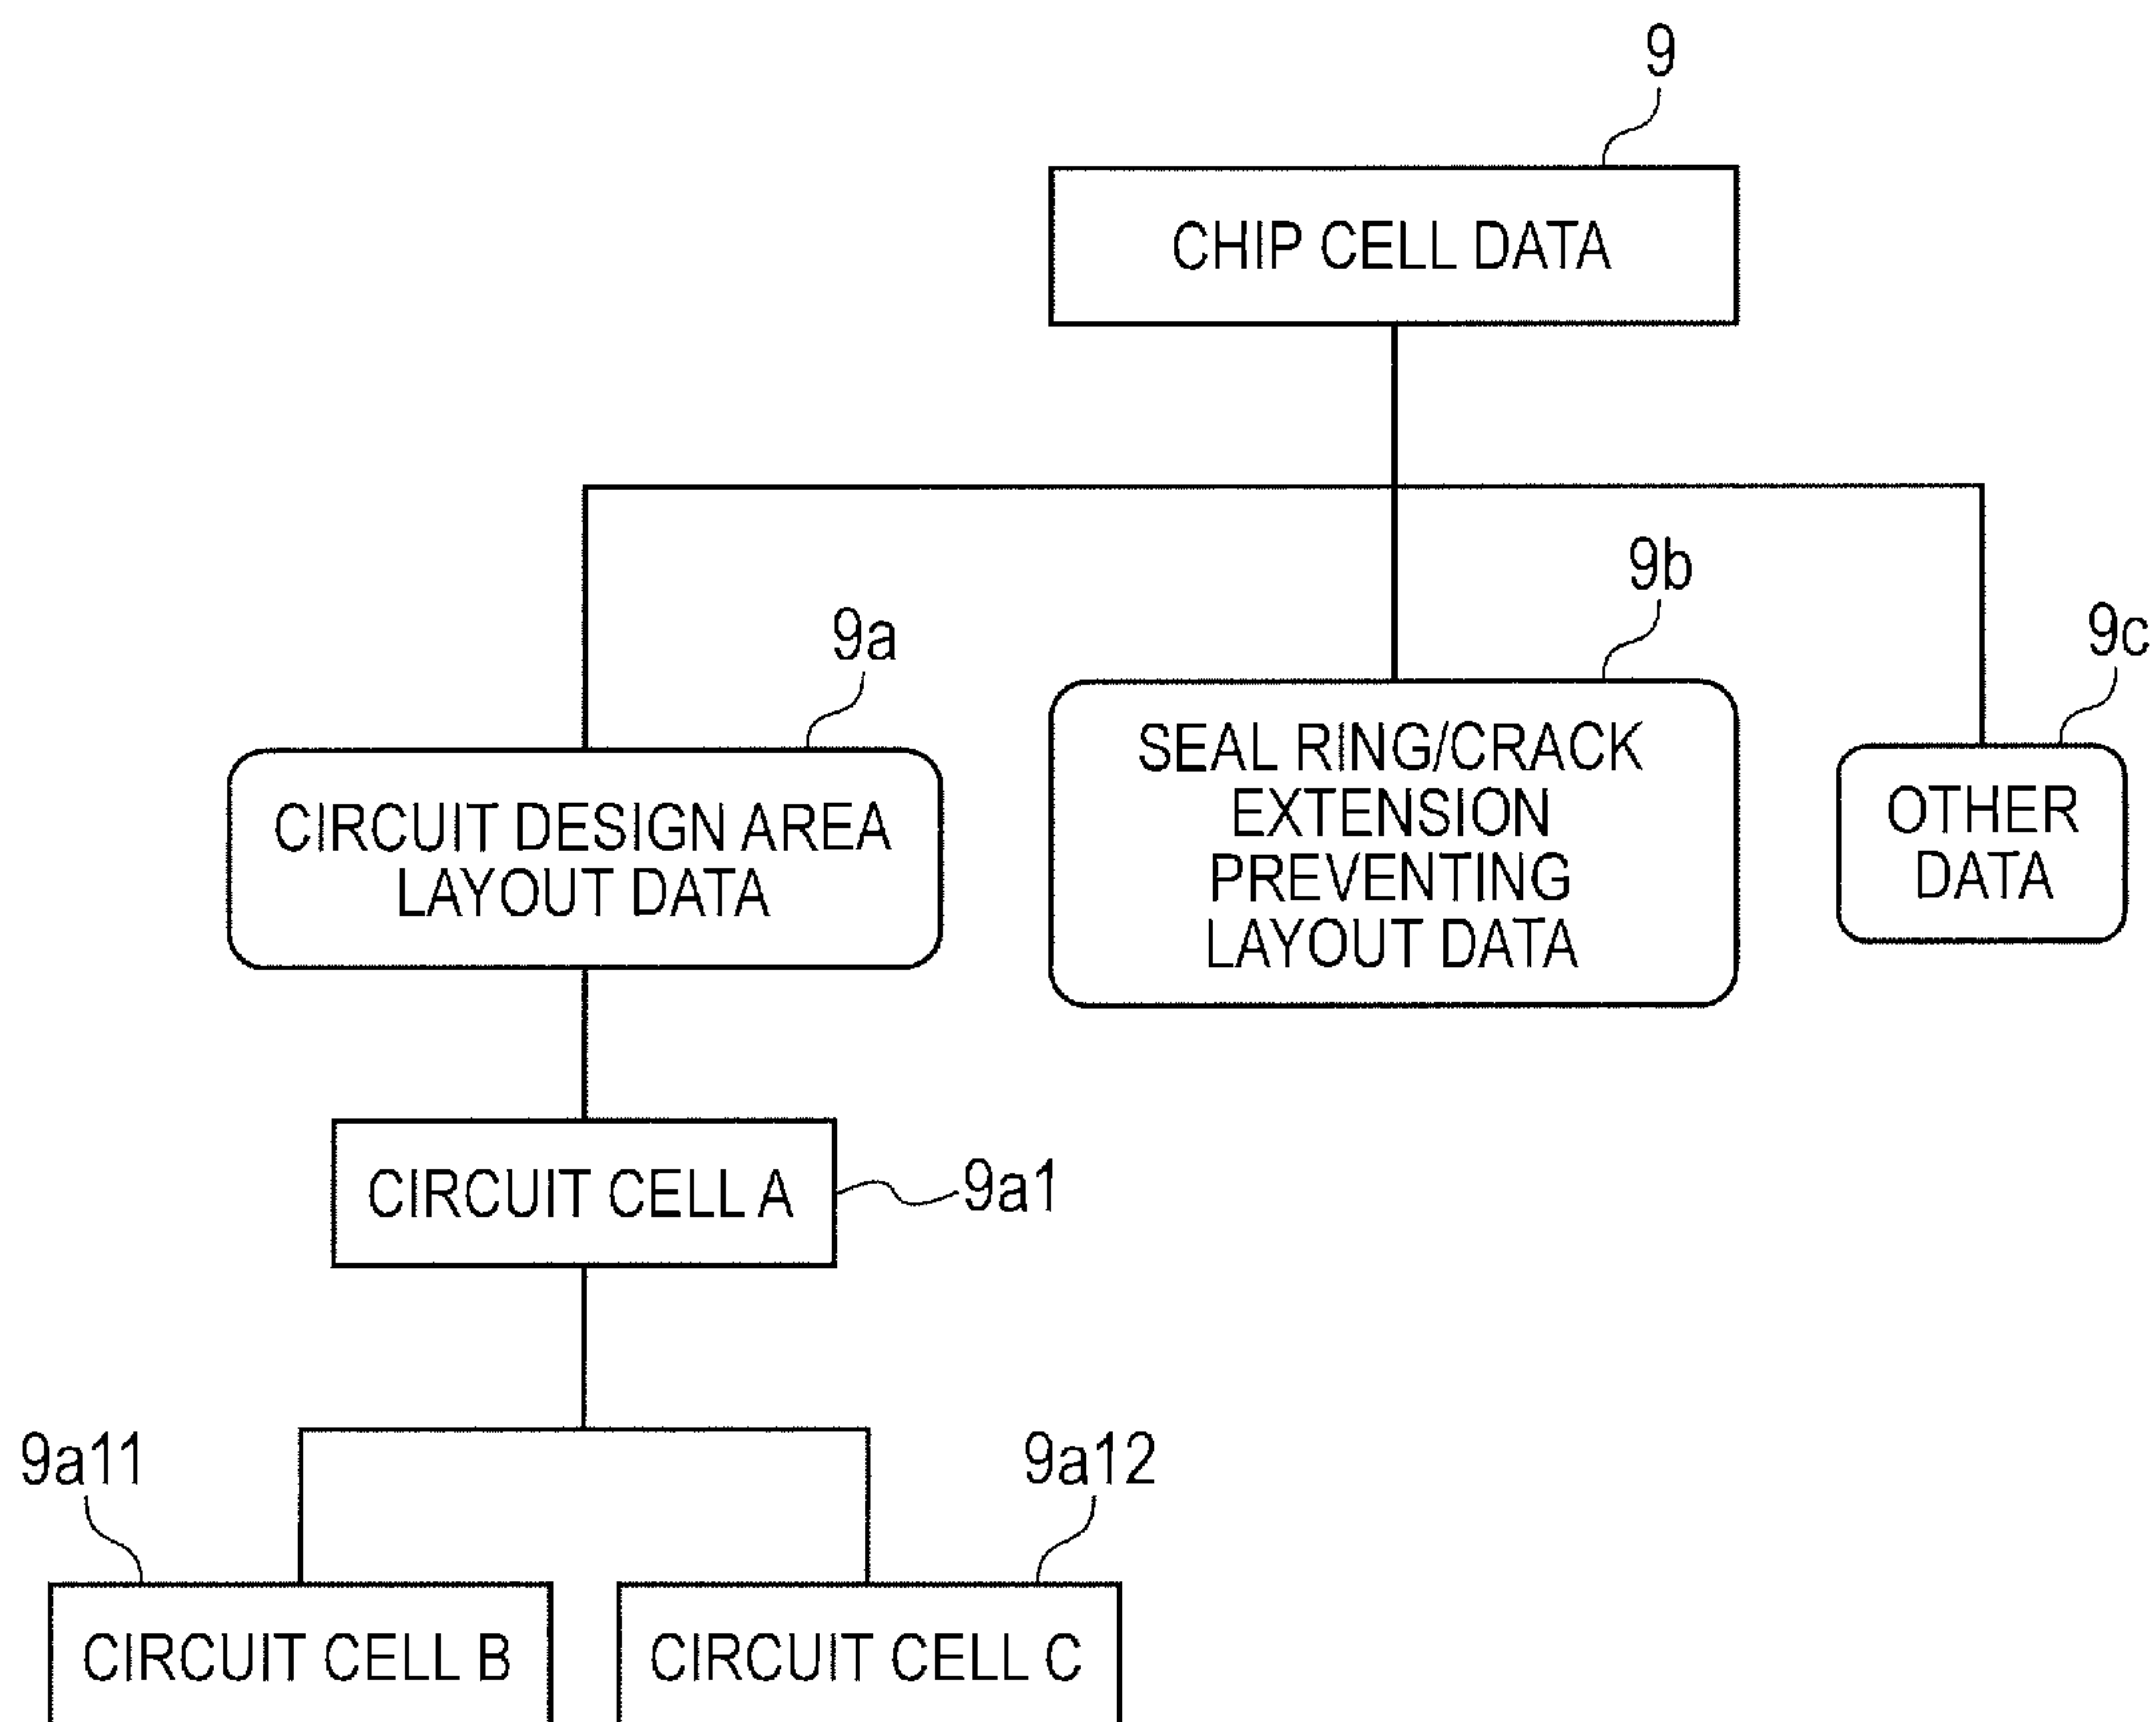 9
CHIP CELL DATA
9b
9c
9a
SEAL RING/CRACK
EXTENSION
PREVENTING
LAYOUT DATA
OTHER
DATA
CIRCUIT DESIGN AREA
LAYOUT DATA
CIRCUIT CELL A
9a1
9a11
9a12
CIRCUIT CELL B
CIRCUIT CELL C